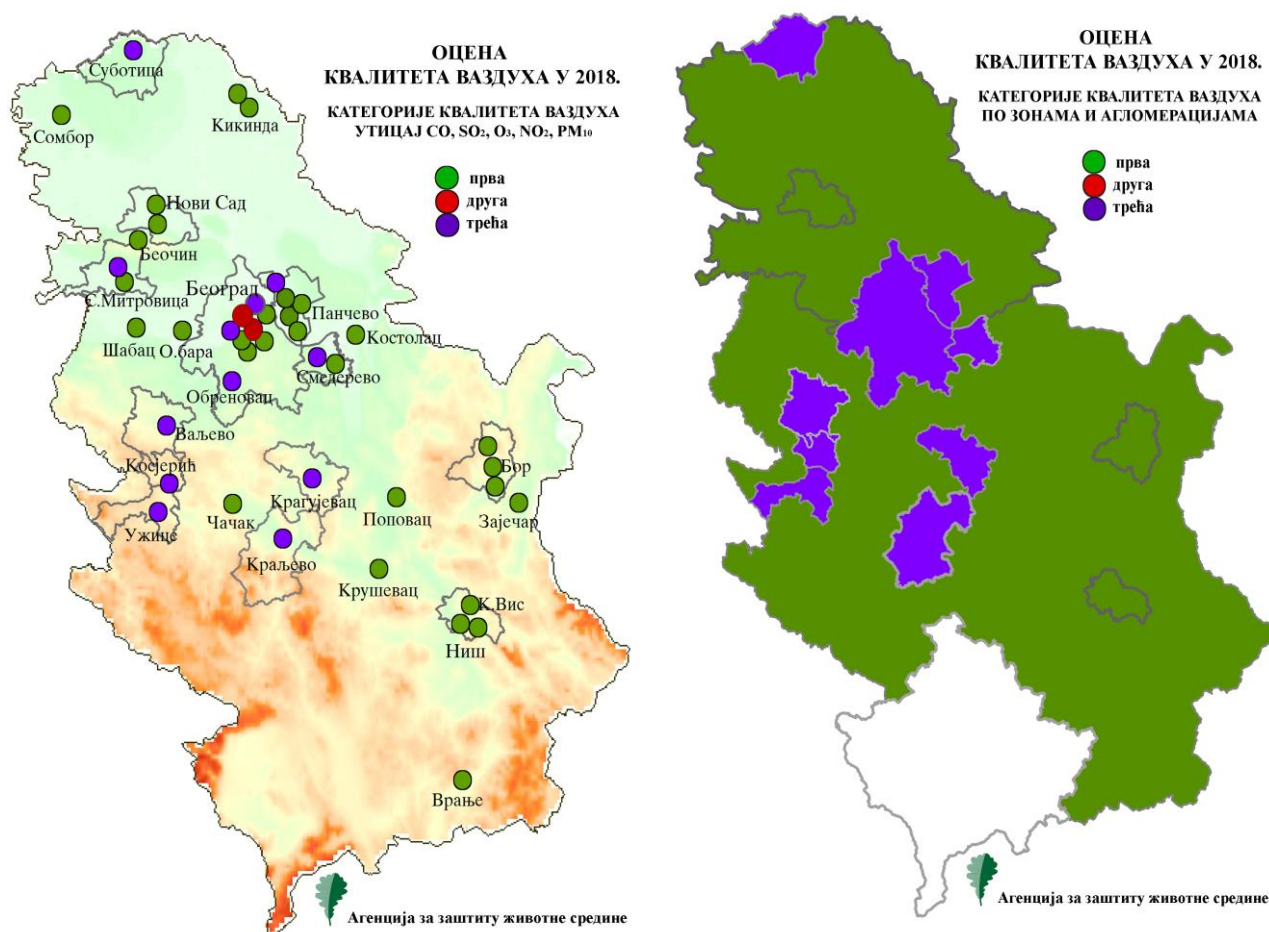 ОЦЕНА
КВАЛИТЕТА ВАЗДУХА У 2018.
КАТЕГОРИЈЕ КВАЛИТЕТА ВАЗДУХА
УТИЦАЈ CO, SO₂, O₃, NO₂, PM₁₀
прва
друга
трећа
Суботица
Сомбор
Кикинда
Нови Сад
Беочин
С.Митровица
Београд
Панчево
Шабац
О.бара
Костолац
Смедерево
Обреновац
Ваљево
Косјерић
Бор
Крагујевац
Ужице
Чачак
Поповац
Зајечар
Краљево
Крушевац
К.Вис
Ниш
Врање
Агенција за заштиту животне средине
ОЦЕНА
КВАЛИТЕТА ВАЗДУХА У 2018.
КАТЕГОРИЈЕ КВАЛИТЕТА ВАЗДУХА
ПО ЗОНАМА И АГЛОМЕРАЦИЈАМА
прва
друга
трећа
Агенција за заштиту животне средине